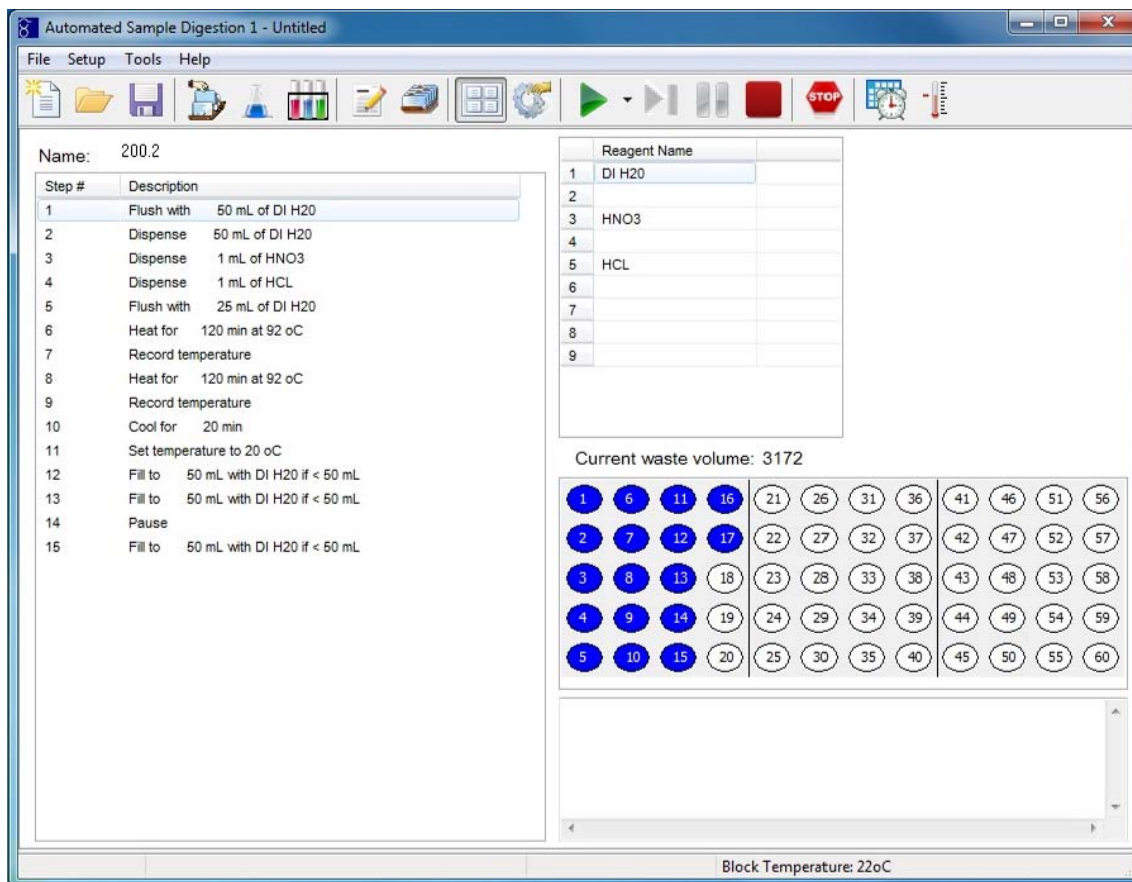 Automated Sample Digestion 1 - Untitled
File Setup Tools Help
STOP
Name: 200.2
Step # Description
1 Flush with 50 mL of DI H20
2 Dispense 50 mL of DI H20
3 Dispense 1 mL of HNO3
4 Dispense 1 mL of HCL
5 Flush with 25 mL of DI H20
6 Heat for 120 min at 92 oC
7 Record temperature
8 Heat for 120 min at 92 oC
9 Record temperature
10 Cool for 20 min
11 Set temperature to 20 oC
12 Fill to 50 mL with DI H20 if < 50 mL
13 Fill to 50 mL with DI H20 if < 50 mL
14 Pause
15 Fill to 50 mL with DI H20 if < 50 mL
Reagent Name
1 DI H20
2
3 HNO3
4
5 HCL
6
7
8
9
Current waste volume: 3172
1 6 11 16 21 26 31 36 41 46 51 56
2 7 12 17 22 27 32 37 42 47 52 57
3 8 13 18 23 28 33 38 43 48 53 58
4 9 14 19 24 29 34 39 44 49 54 59
5 10 15 20 25 30 35 40 45 50 55 60
Block Temperature: 22oC